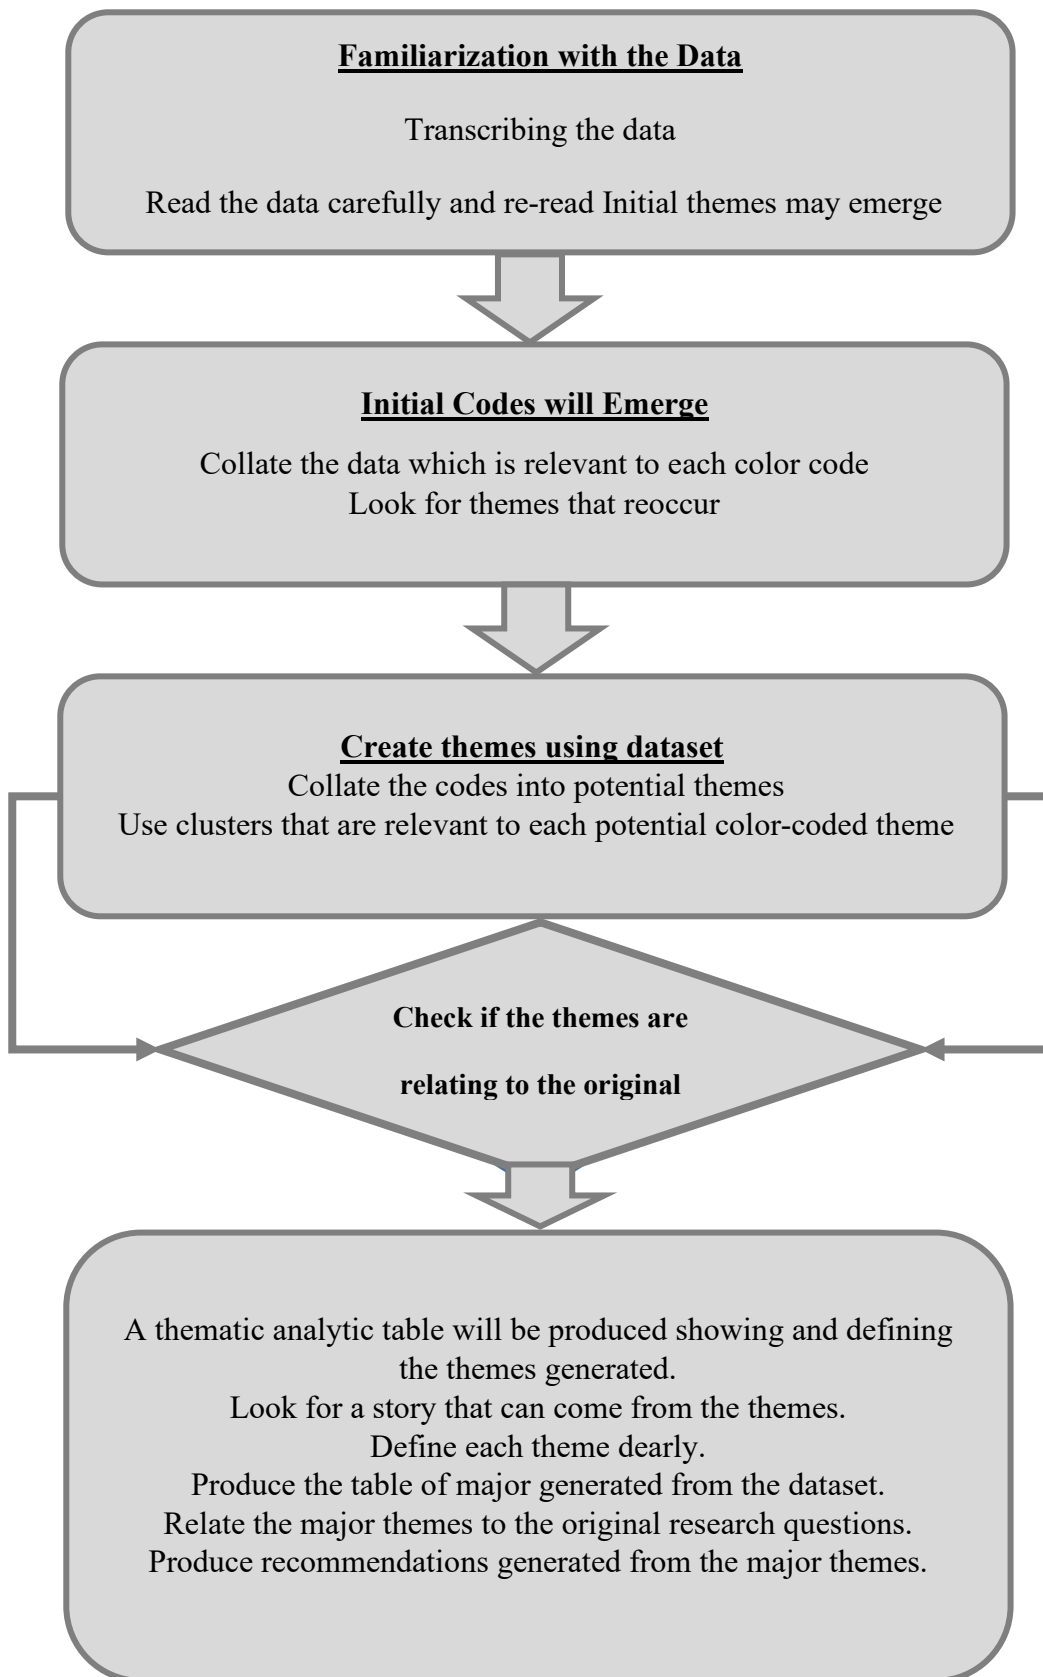 Familiarization with the Data
Transcribing the data
Read the data carefully and re-read Initial themes may emerge
Initial Codes will Emerge
Collate the data which is relevant to each color code
Look for themes that reoccur
Create themes using dataset
Collate the codes into potential themes
Use clusters that are relevant to each potential color-coded theme
Check if the themes are
relating to the original
A thematic analytic table will be produced showing and defining
the themes generated.
Look for a story that can come from the themes.
Define each theme dearly.
Produce the table of major generated from the dataset.
Relate the major themes to the original research questions.
Produce recommendations generated from the major themes.